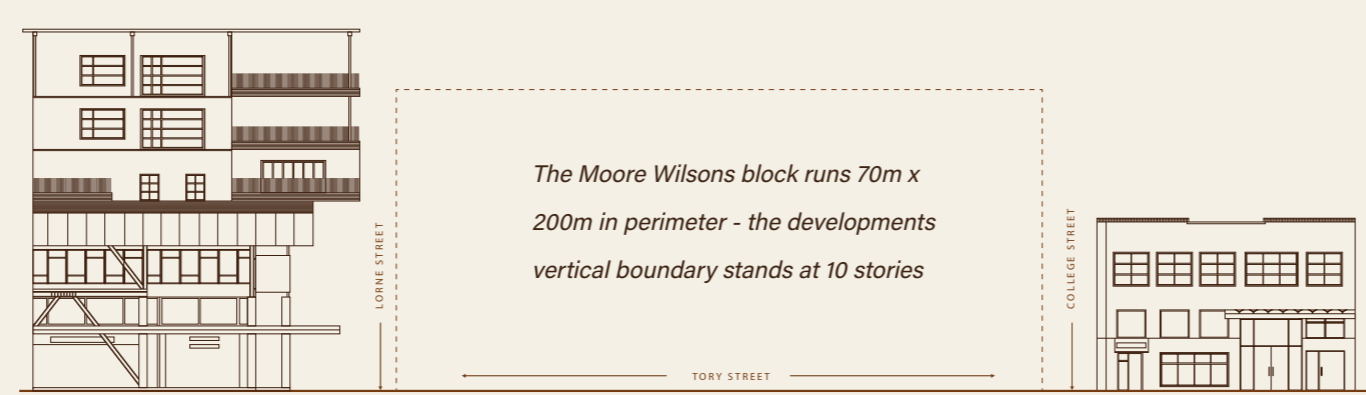 The Moore Wilsons block runs 70m x
200m in perimeter - the developments
vertical boundary stands at 10 stories
LORNE STREET
COLLEGE STREET
TORY STREET